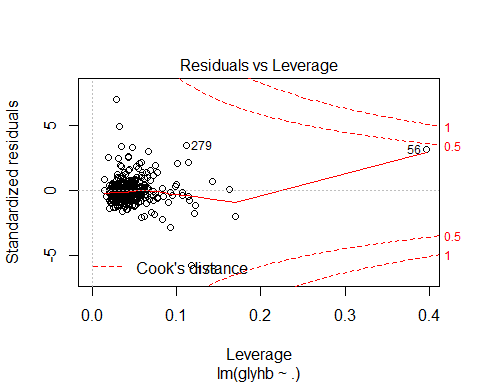 Residuals vs Leverage
Standardized residuals
5
0
-5
279
56
1
0.5
0.5
1
Cook's distance
0.0
0.1
0.2
0.3
0.4
Leverage
lm(glyhb ~ .)